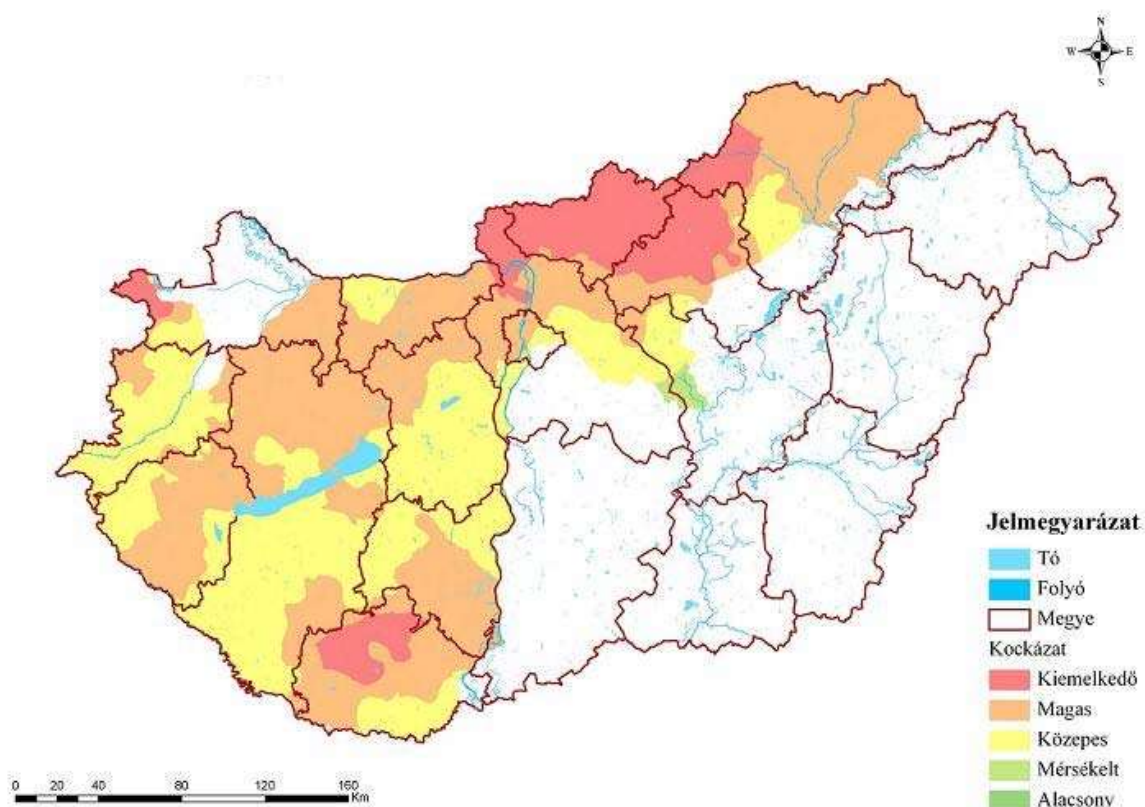 N
W E
S
Jelmegyarázat
Tó
Folyó
Megye
Kockázat
Kiemelkedő
Magas
Közepes
Mérsékelt
Alacsony
0 20 40 80 120 160
Km